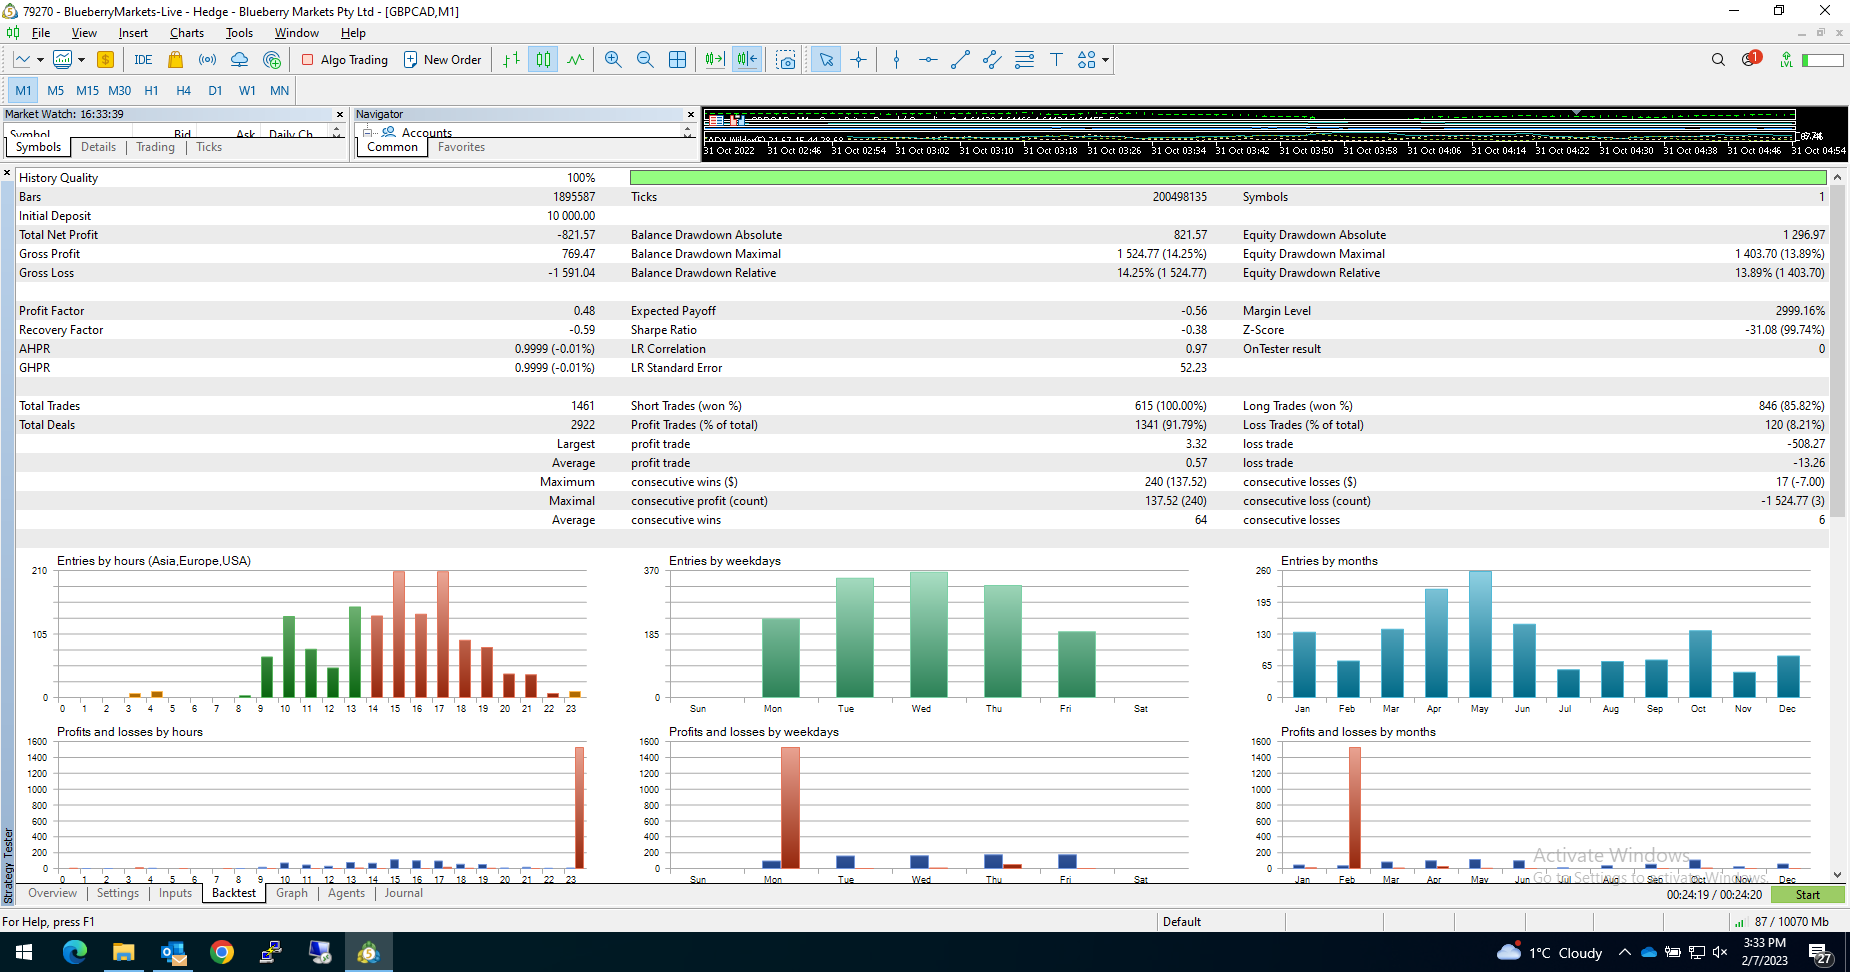 79270 - BlueberryMarkets-Live - Hedge - Blueberry Markets Pty Ltd - [GBPCAD,M1]
File View Insert Charts Tools Window Help
IDE Algo Trading New Order 1 LVL
M1 M5 M15 M30 H1 H4 D1 W1 MN
Market Watch: 16:33:39 Navigator
Symbol Bid Ask Daily Ch... Accounts
Symbols Details Trading Ticks Common Favorites
31 Oct 2022 31 Oct 02:46 31 Oct 02:54 31 Oct 03:02 31 Oct 03:10 31 Oct 03:18 31 Oct 03:26 31 Oct 03:34 31 Oct 03:42 31 Oct 03:50 31 Oct 03:58 31 Oct 04:06 31 Oct 04:14 31 Oct 04:22 31 Oct 04:30 31 Oct 04:38 31 Oct 04:46 31 Oct 04:54
History Quality 100%
Bars 1895587 Ticks 200498135 Symbols 1
Initial Deposit 10 000.00
Total Net Profit -821.57 Balance Drawdown Absolute 821.57 Equity Drawdown Absolute 1 296.97
Gross Profit 769.47 Balance Drawdown Maximal 1 524.77 (14.25%) Equity Drawdown Maximal 1 403.70 (13.89%)
Gross Loss -1 591.04 Balance Drawdown Relative 14.25% (1 524.77) Equity Drawdown Relative 13.89% (1 403.70)
Profit Factor 0.48 Expected Payoff -0.56 Margin Level 2999.16%
Recovery Factor -0.59 Sharpe Ratio -0.38 Z-Score -31.08 (99.74%)
AHPR 0.9999 (-0.01%) LR Correlation 0.97 OnTester result 0
GHPR 0.9999 (-0.01%) LR Standard Error 52.23
Total Trades 1461 Short Trades (won %) 615 (100.00%) Long Trades (won %) 846 (85.82%)
Total Deals 2922 Profit Trades (% of total) 1341 (91.79%) Loss Trades (% of total) 120 (8.21%)
Largest profit trade 3.32 loss trade -508.27
Average profit trade 0.57 loss trade -13.26
Maximum consecutive wins ($) 240 (137.52) consecutive losses ($) 17 (-7.00)
Maximal consecutive profit (count) 137.52 (240) consecutive loss (count) -1 524.77 (3)
Average consecutive wins 64 consecutive losses 6
Entries by hours (Asia,Europe,USA) Entries by weekdays Entries by months
210 370 260
195
105 185 130
65
0 0 0
0 1 2 3 4 5 6 7 8 9 10 11 12 13 14 15 16 17 18 19 20 21 22 23 Sun Mon Tue Wed Thu Fri Sat Jan Feb Mar Apr May Jun Jul Aug Sep Oct Nov Dec
Profits and losses by hours Profits and losses by weekdays Profits and losses by months
1600 1600 1600
1400 1400 1400
1200 1200 1200
1000 1000 1000
800 800 800
600 600 600
400 400 400
200 200 200
0 0 0
0 1 2 3 4 5 6 7 8 9 10 11 12 13 14 15 16 17 18 19 20 21 22 23 Sun Mon Tue Wed Thu Fri Sat Jan Feb Mar Apr May Jun Jul Aug Sep Oct Nov Dec
Activate Windows
Go to Settings to activate Windows.
Strategy Tester
Overview Settings Inputs Backtest Graph Agents Journal 00:24:19 / 00:24:20 Start
For Help, press F1 Default 87 / 10070 Mb
1°C Cloudy 3:33 PM
2/7/2023 27